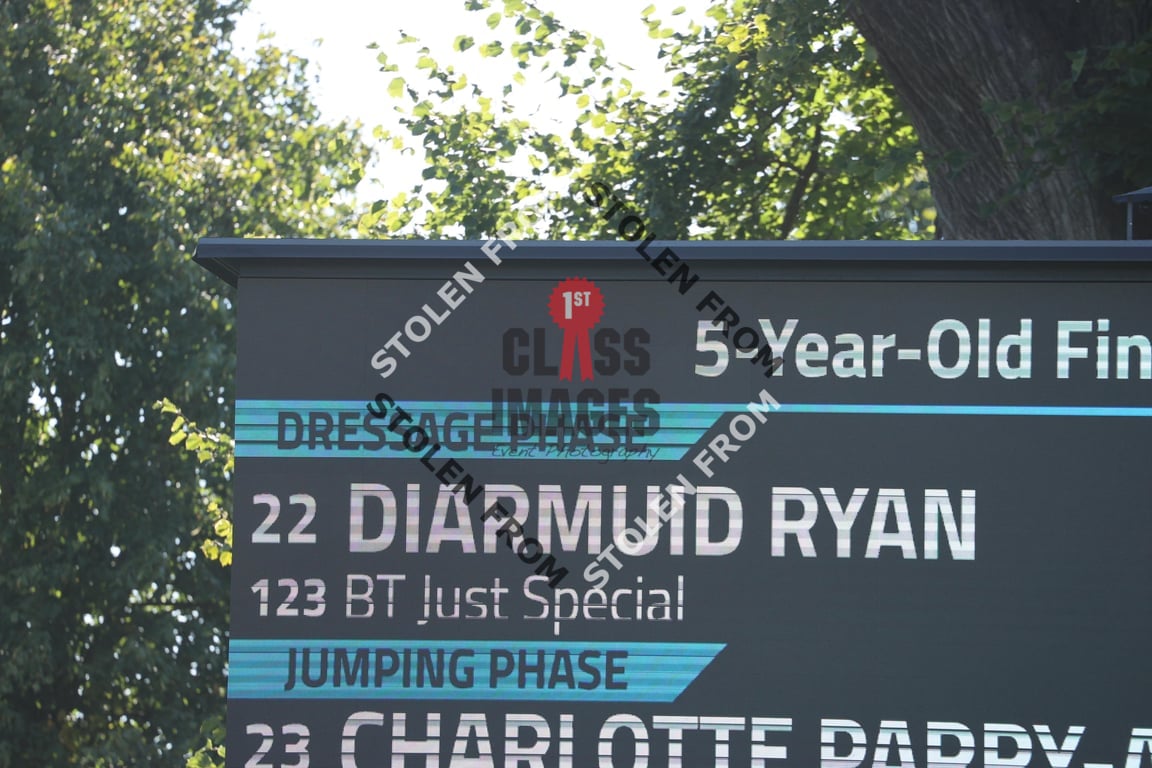 STOLEN FROM
STOLEN FROM
1ST
CLASS
IMAGES
Event Photography
5-Year-Old Fin
DRESSAGE PHASE
STOLEN FROM
STOLEN FROM
22 DIARMUID RYAN
123 BT Just Special
JUMPING PHASE
23 CHARLOTTE PARRY-